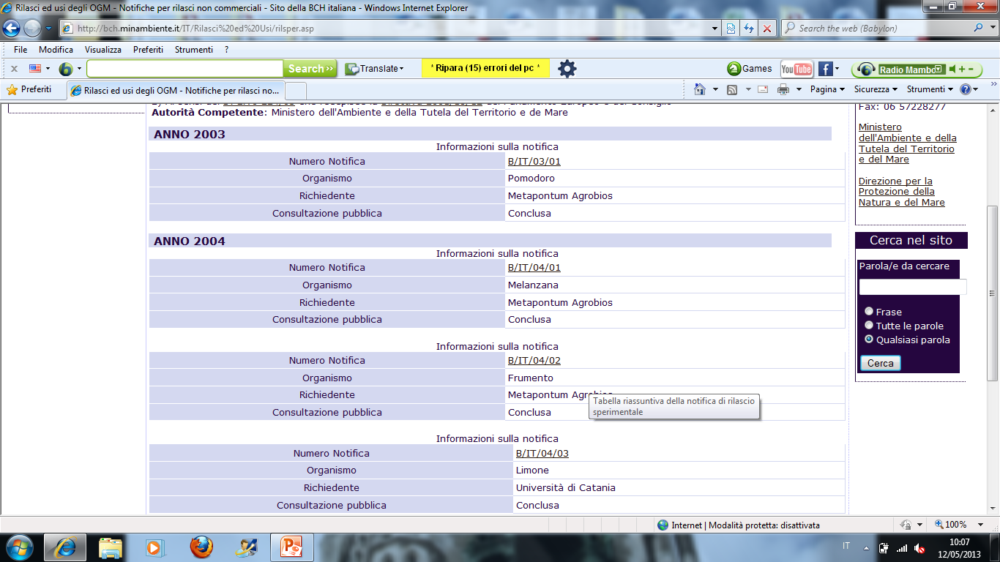 Rilasci ed usi degli OGM - Notifiche per rilasci non commerciali - Sito della BCH italiana - Windows Internet Explorer
http://bch.minambiente.it/IT/Rilasci%20ed%20Usi/rilsper.asp
Search the web (Babylon)
File Modifica Visualizza Preferiti Strumenti ?
x Search>> Translate * Ripara (15) errori del pc * Games You Tube f Radio Mambo
Preferiti Rilasci ed usi degli OGM - Notifiche per rilasci no... Pagina Sicurezza Strumenti
Autorità Competente: Ministero dell'Ambiente e della Tutela del Territorio e de Mare
ANNO 2003
Informazioni sulla notifica
Numero Notifica B/IT/03/01
Organismo Pomodoro
Richiedente Metapontum Agrobios
Consultazione pubblica Conclusa
ANNO 2004
Informazioni sulla notifica
Numero Notifica B/IT/04/01
Organismo Melanzana
Richiedente Metapontum Agrobios
Consultazione pubblica Conclusa
Informazioni sulla notifica
Numero Notifica B/IT/04/02
Organismo Frumento
Richiedente Metapontum
Consultazione pubblica Conclusa
Tabella riassuntiva della notifica di rilascio
sperimentale
Informazioni sulla notifica
Numero Notifica B/IT/04/03
Organismo Limone
Richiedente Università di Catania
Consultazione pubblica Conclusa
Fax: 06 57228277
Ministero
dell'Ambiente e della
Tutela del Territorio
e del Mare
Direzione per la
Protezione della
Natura e del Mare
Cerca nel sito
Parola/e da cercare
Frase
Tutte le parole
Qualsiasi parola
Cerca
Internet | Modalità protetta: disattivata
100%
IT
10:07
12/05/2013